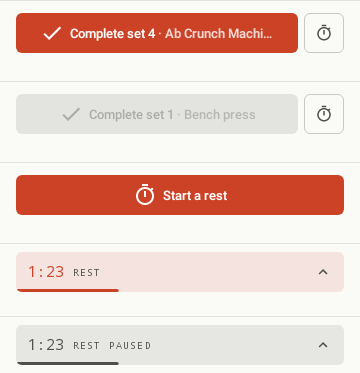 Complete set 4 · Ab Crunch Machi...
Complete set 1 · Bench press
Start a rest
1:23 REST
1:23 REST PAUSED